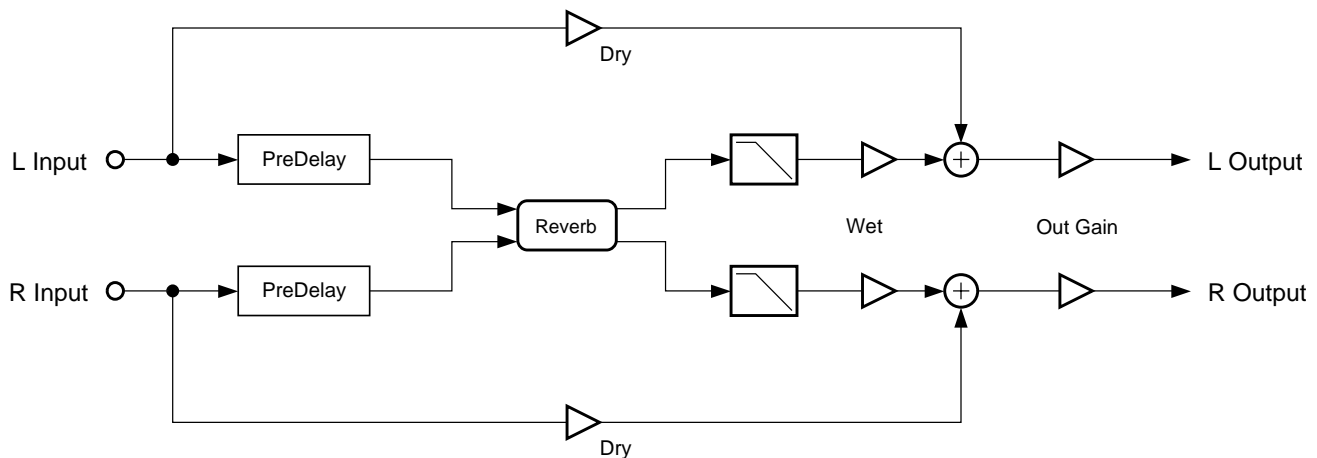 Dry
L Input
PreDelay
L Output
Reverb
Wet
Out Gain
R Input
PreDelay
R Output
Dry